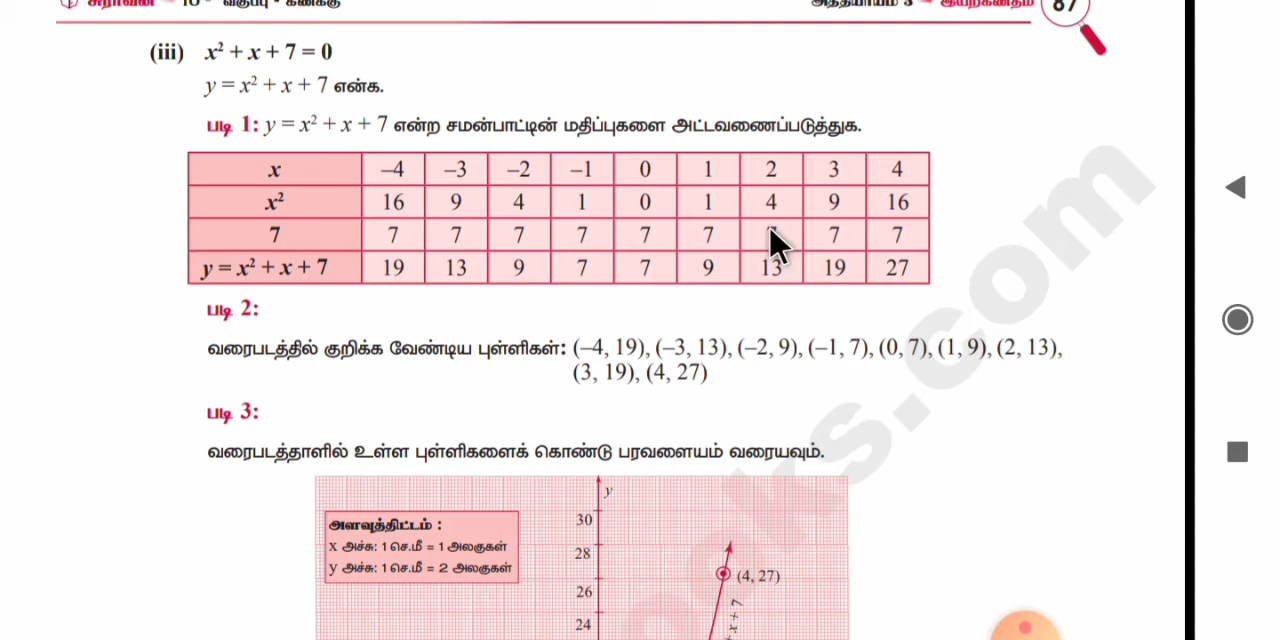 10
87
(iii) x² + x + 7 = 0
y = x² + x + 7 என்க.
படி 1: y = x² + x + 7 என்ற சமன்பாட்டின் மதிப்புகளை அட்டவணைப்படுத்துக.
x –4 –3 –2 –1 0 1 2 3 4
x² 16 9 4 1 0 1 4 9 16
7 7 7 7 7 7 7 7 7
y = x² + x + 7 19 13 9 7 7 9 13 19 27
படி 2:
வரைபடத்தில் குறிக்க வேண்டிய புள்ளிகள்: (–4, 19), (–3, 13), (–2, 9), (–1, 7), (0, 7), (1, 9), (2, 13),
(3, 19), (4, 27)
படி 3:
வரைபடத்தாளில் உள்ள புள்ளிகளைக் கொண்டு பரவளையம் வரையவும்.
y
அளவுத்திட்டம் :
x அச்சு: 1 செ.மீ = 1 அலகுகள்
y அச்சு: 1 செ.மீ = 2 அலகுகள்
30
28
26
24
(4, 27)
x + 7
ooks.com